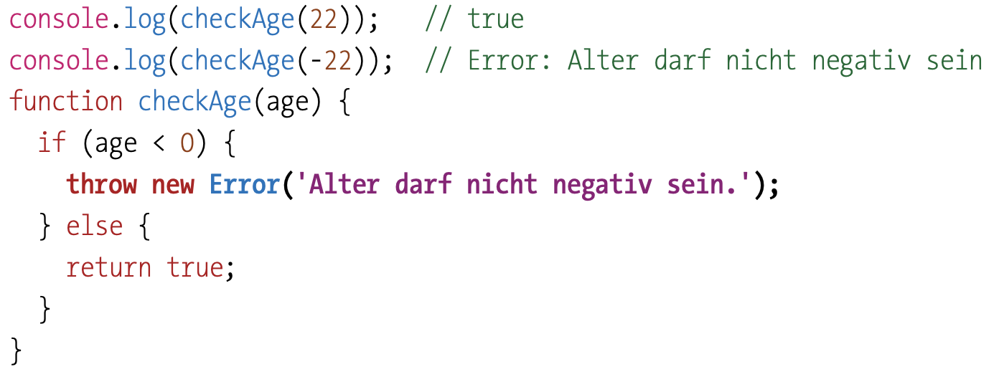 console.log(checkAge(22));   // true
console.log(checkAge(-22));  // Error: Alter darf nicht negativ sein
function checkAge(age) {
  if (age < 0) {
    throw new Error('Alter darf nicht negativ sein.');
  } else {
    return true;
  }
}